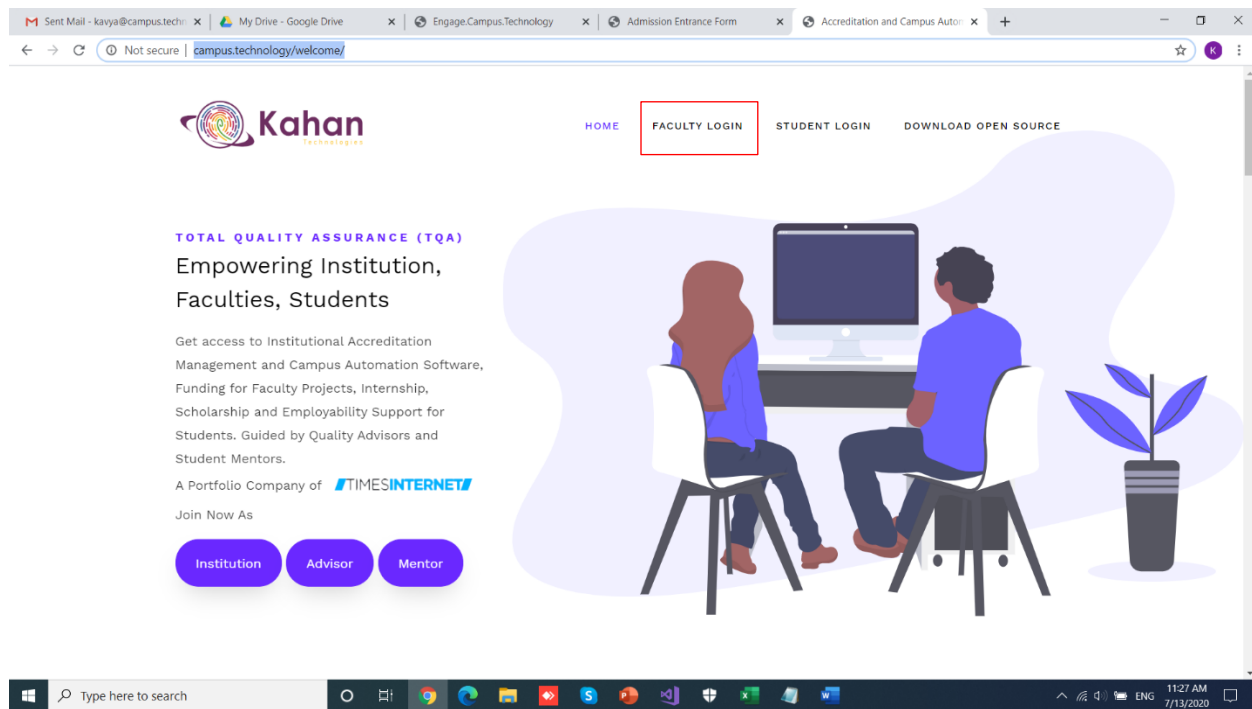 Sent Mail - kavya@campus.techn
My Drive - Google Drive
Engage.Campus.Technology
Admission Entrance Form
Accreditation and Campus Autom
Not secure | campus.technology/welcome/
K
Kahan
Technologies
HOME
FACULTY LOGIN
STUDENT LOGIN
DOWNLOAD OPEN SOURCE
TOTAL QUALITY ASSURANCE (TQA)
Empowering Institution,
Faculties, Students
Get access to Institutional Accreditation
Management and Campus Automation Software,
Funding for Faculty Projects, Internship,
Scholarship and Employability Support for
Students. Guided by Quality Advisors and
Student Mentors.
A Portfolio Company of TIMESINTERNET
Join Now As
Institution
Advisor
Mentor
Type here to search
ENG
11:27 AM
7/13/2020